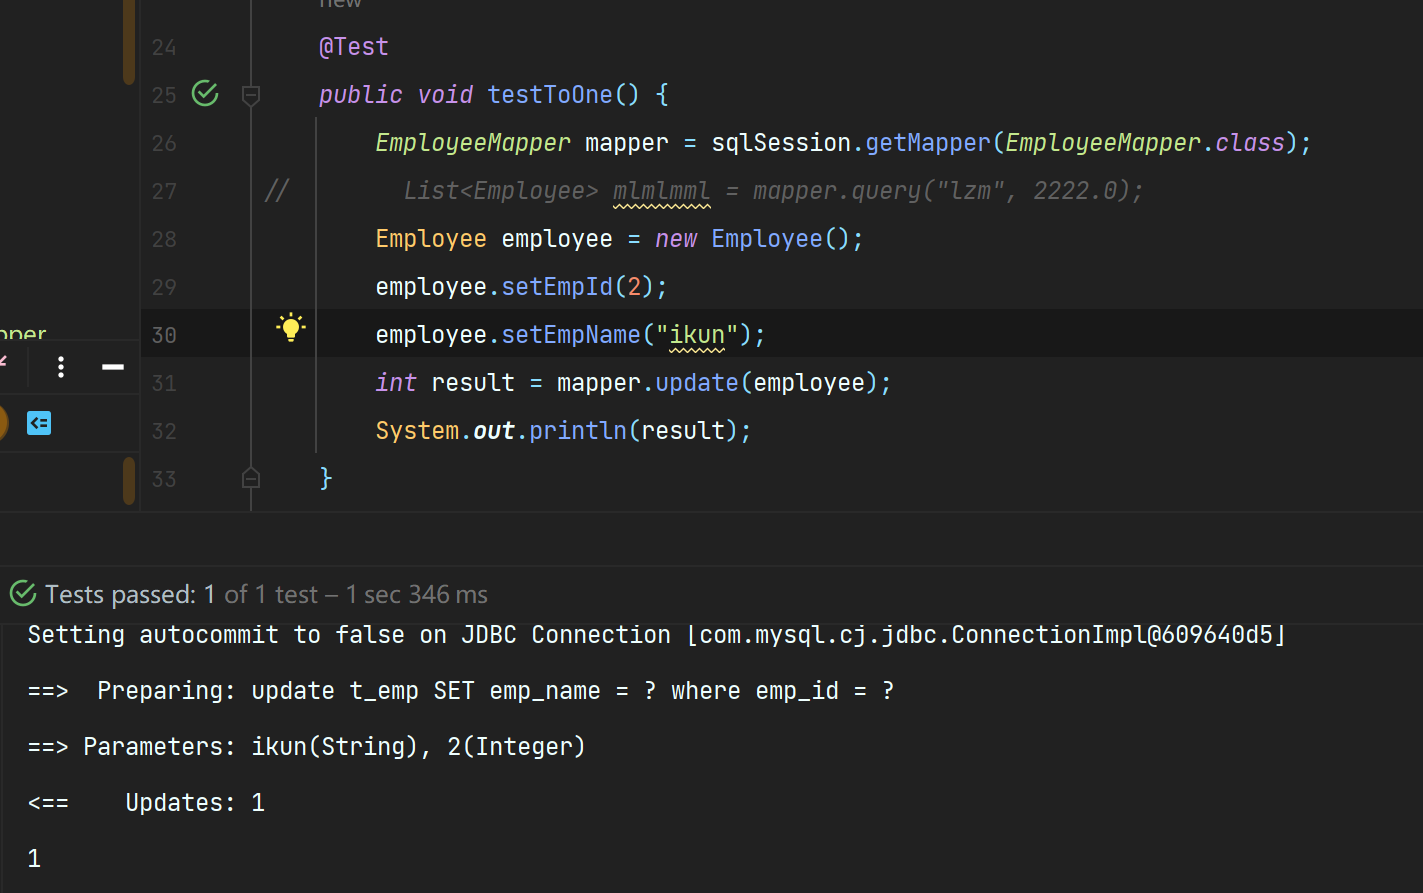 new
24 @Test
25 public void testToOne() {
26 EmployeeMapper mapper = sqlSession.getMapper(EmployeeMapper.class);
27 // List<Employee> mlmlmml = mapper.query("lzm", 2222.0);
28 Employee employee = new Employee();
29 employee.setEmpId(2);
30 employee.setEmpName("ikun");
31 int result = mapper.update(employee);
32 System.out.println(result);
33 }
pper
Tests passed: 1 of 1 test – 1 sec 346 ms
Setting autocommit to false on JDBC Connection [com.mysql.cj.jdbc.ConnectionImpl@609640d5]
==>  Preparing: update t_emp SET emp_name = ? where emp_id = ?
==> Parameters: ikun(String), 2(Integer)
<==    Updates: 1
1